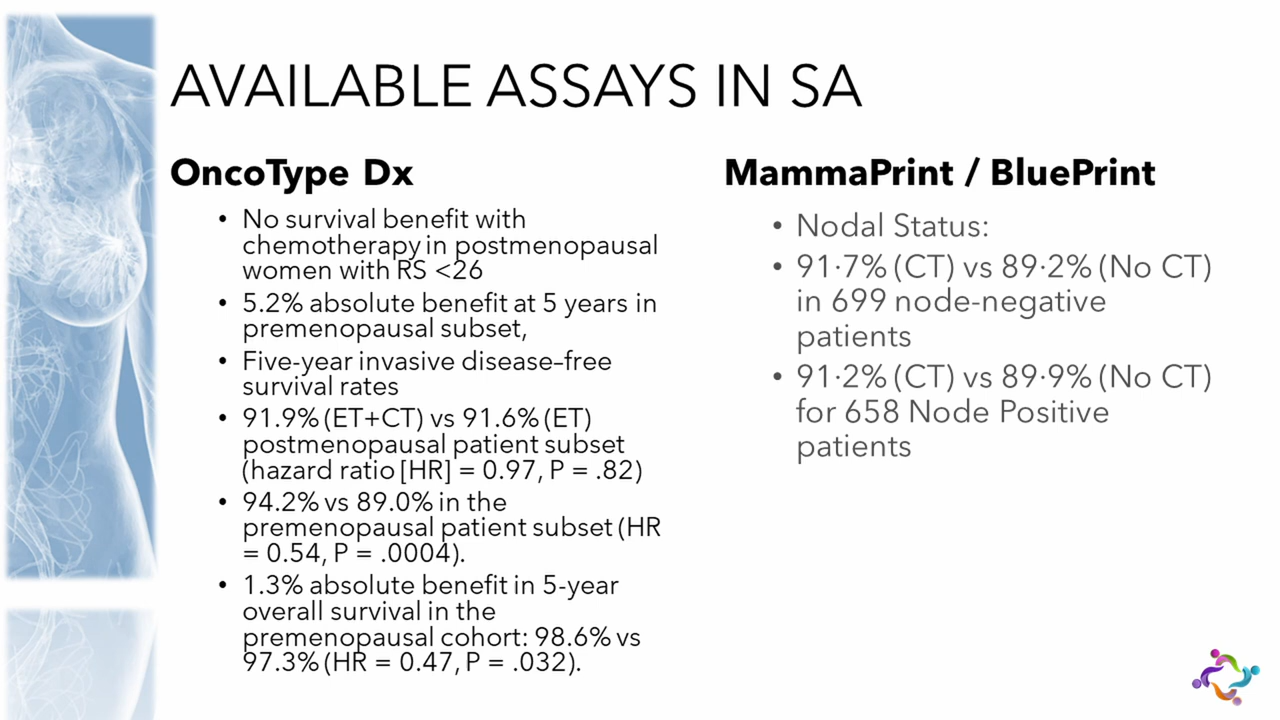 AVAILABLE ASSAYS IN SA
OncoType Dx
• No survival benefit with
chemotherapy in postmenopausal
women with RS <26
• 5.2% absolute benefit at 5 years in
premenopausal subset,
• Five-year invasive disease–free
survival rates
• 91.9% (ET+CT) vs 91.6% (ET)
postmenopausal patient subset
(hazard ratio [HR] = 0.97, P = .82)
• 94.2% vs 89.0% in the
premenopausal patient subset (HR
= 0.54, P = .0004).
• 1.3% absolute benefit in 5-year
overall survival in the
premenopausal cohort: 98.6% vs
97.3% (HR = 0.47, P = .032).
MammaPrint / BluePrint
• Nodal Status:
• 91·7% (CT) vs 89·2% (No CT)
in 699 node-negative
patients
• 91·2% (CT) vs 89·9% (No CT)
for 658 Node Positive
patients